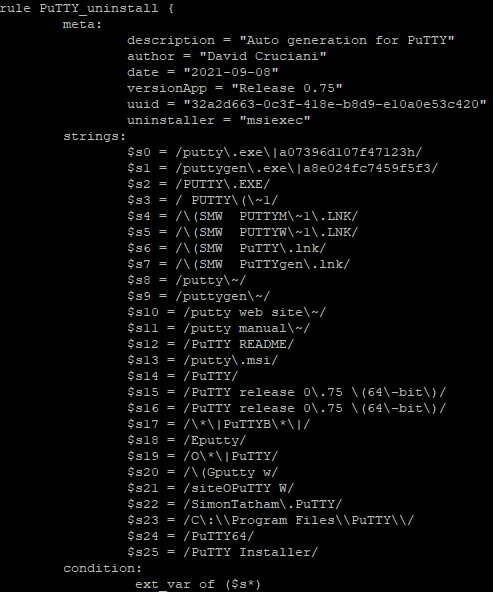 rule PuTTY_uninstall {
meta:
description = "Auto generation for PuTTY"
author = "David Cruciani"
date = "2021-09-08"
versionApp = "Release 0.75"
uuid = "32a2d663-0c3f-418e-b8d9-e10a0e53c420"
uninstaller = "msiexec"
strings:
$s0 = /putty\.exe\|a07396d107f47123h/
$s1 = /puttygen\.exe\|a8e024fc7459f5f3/
$s2 = /PUTTY\.EXE/
$s3 = / PUTTY\(\~1/
$s4 = /\(SMW  PUTTYM\~1\.LNK/
$s5 = /\(SMW  PUTTYW\~1\.LNK/
$s6 = /\(SMW  PuTTY\.lnk/
$s7 = /\(SMW  PuTTYgen\.lnk/
$s8 = /putty\~/
$s9 = /puttygen\~/
$s10 = /putty web site\~/
$s11 = /putty manual\~/
$s12 = /PuTTY README/
$s13 = /putty\.msi/
$s14 = /PuTTY/
$s15 = /PuTTY release 0\.75 \(64\-bit\)/
$s16 = /PuTTY release 0\.75 \(64\-bit\)/
$s17 = /\*\|PuTTYB\*\|/
$s18 = /Eputty/
$s19 = /O\*\|PuTTY/
$s20 = /\(Gputty w/
$s21 = /siteOPuTTY W/
$s22 = /SimonTatham\.PuTTY/
$s23 = /C\:\\Program Files\\PuTTY\\/
$s24 = /PuTTY64/
$s25 = /PuTTY Installer/
condition:
ext_var of ($s*)